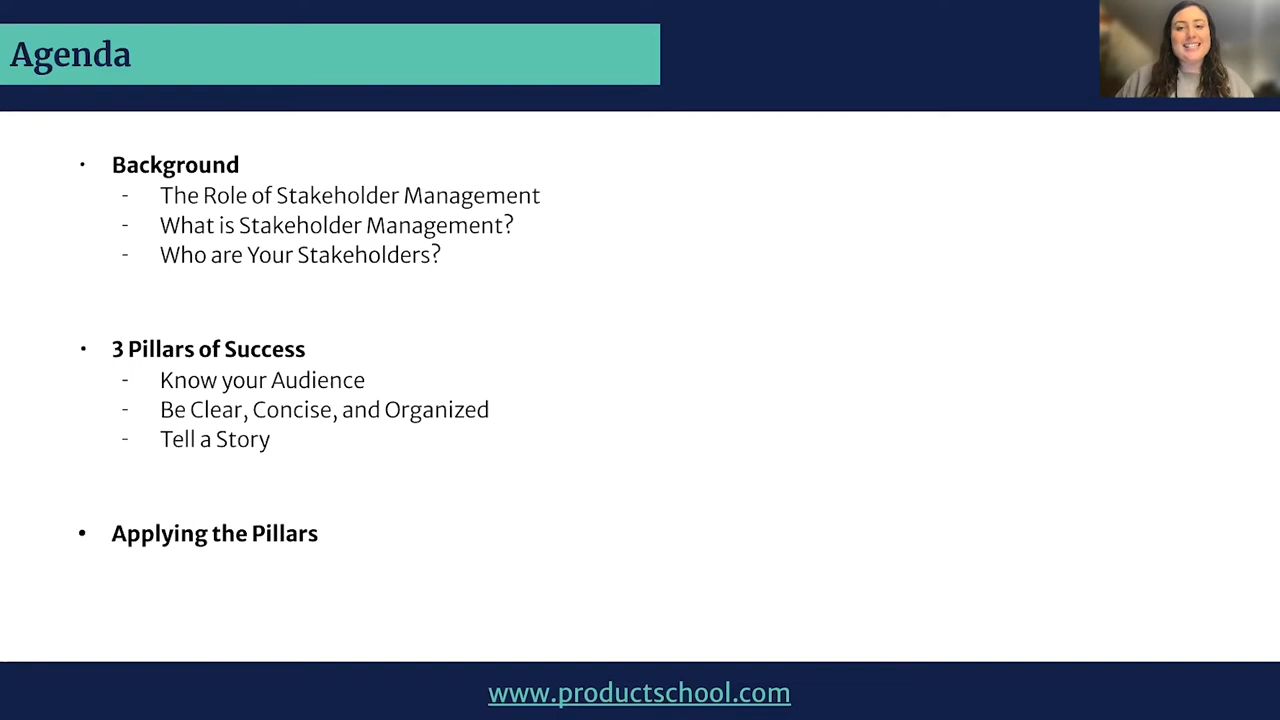 Agenda
• Background
- The Role of Stakeholder Management
- What is Stakeholder Management?
- Who are Your Stakeholders?
• 3 Pillars of Success
- Know your Audience
- Be Clear, Concise, and Organized
- Tell a Story
• Applying the Pillars
www.productschool.com